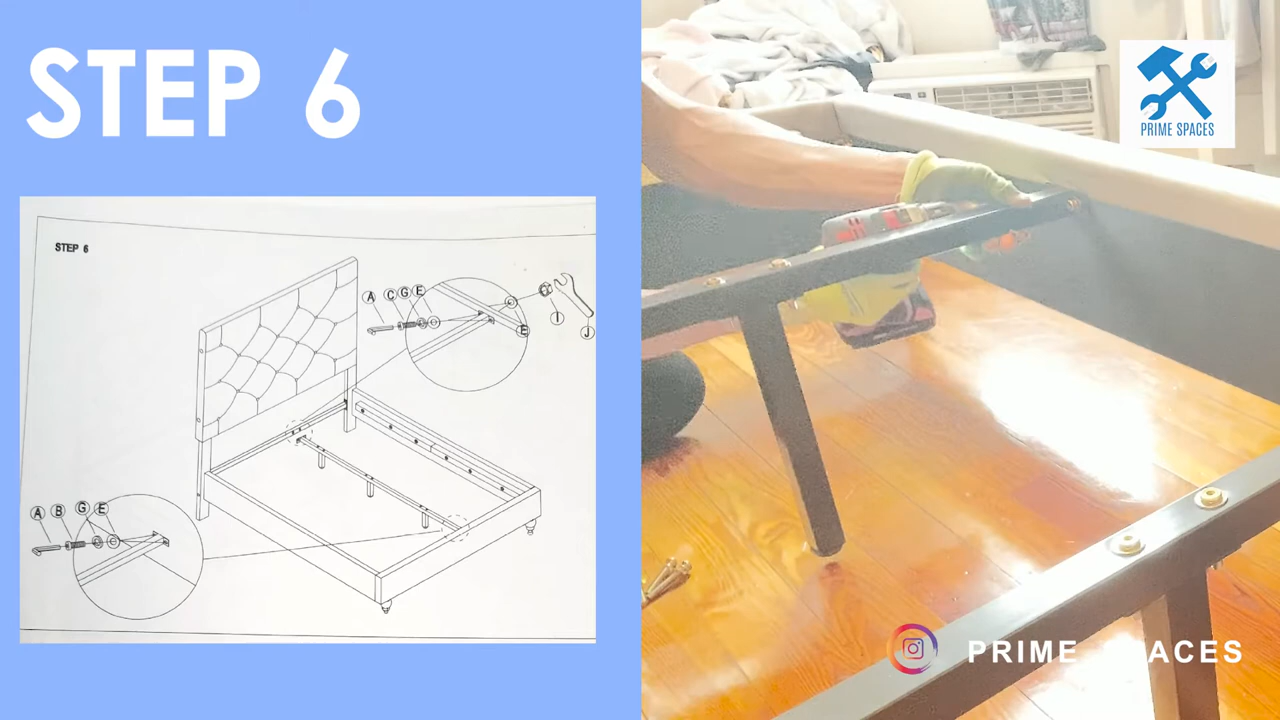 STEP 6
STEP 6
A C G E
E
I
J
A B G E
PRIME SPACES
PRIME SPACES